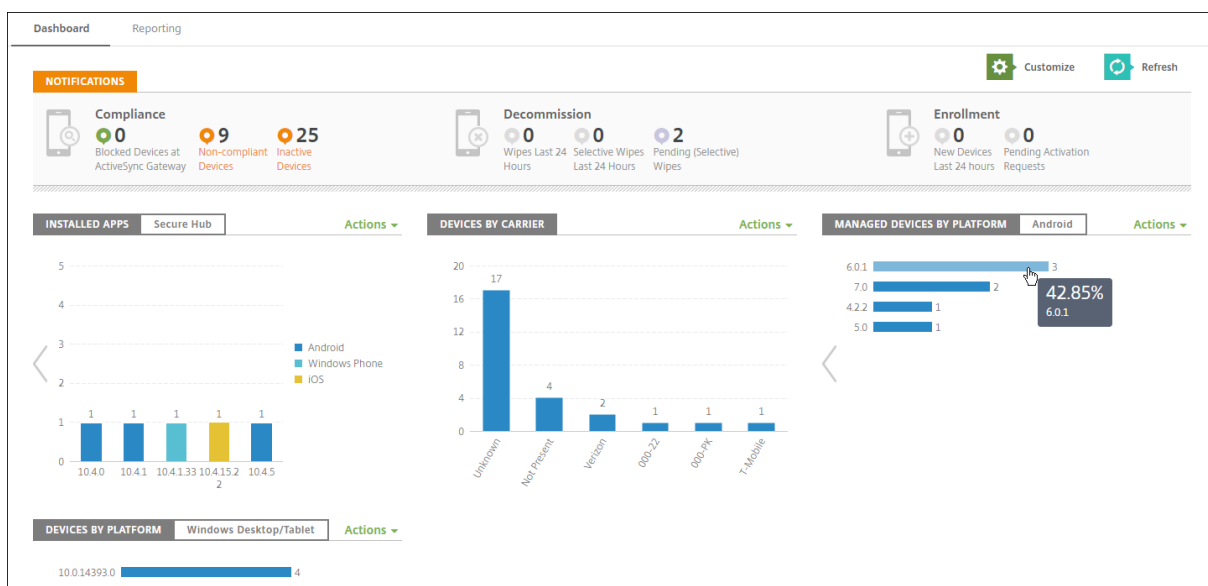 Dashboard Reporting
Customize Refresh
NOTIFICATIONS
Compliance
0 9 25
Blocked Devices at Non-compliant Inactive
ActiveSync Gateway Devices Devices
Decommission
0 0 2
Wipes Last 24 Selective Wipes Pending (Selective)
Hours Last 24 Hours Wipes
Enrollment
0 0
New Devices Pending Activation
Last 24 hours Requests
INSTALLED APPS Secure Hub Actions
5
4
3
2
1
0
1 1 1 1 1
10.4.0 10.4.1 10.4.1.33 10.4.15.2 10.4.5
2
Android
Windows Phone
iOS
DEVICES BY CARRIER Actions
20
16
12
8
4
0
17 4 2 1 1 1
Unknown Not Present Verizon 000-22 000-PK T-Mobile
MANAGED DEVICES BY PLATFORM Android Actions
6.0.1 3
7.0 2
4.2.2 1
5.0 1
42.85%
6.0.1
DEVICES BY PLATFORM Windows Desktop/Tablet Actions
10.0.14393.0 4